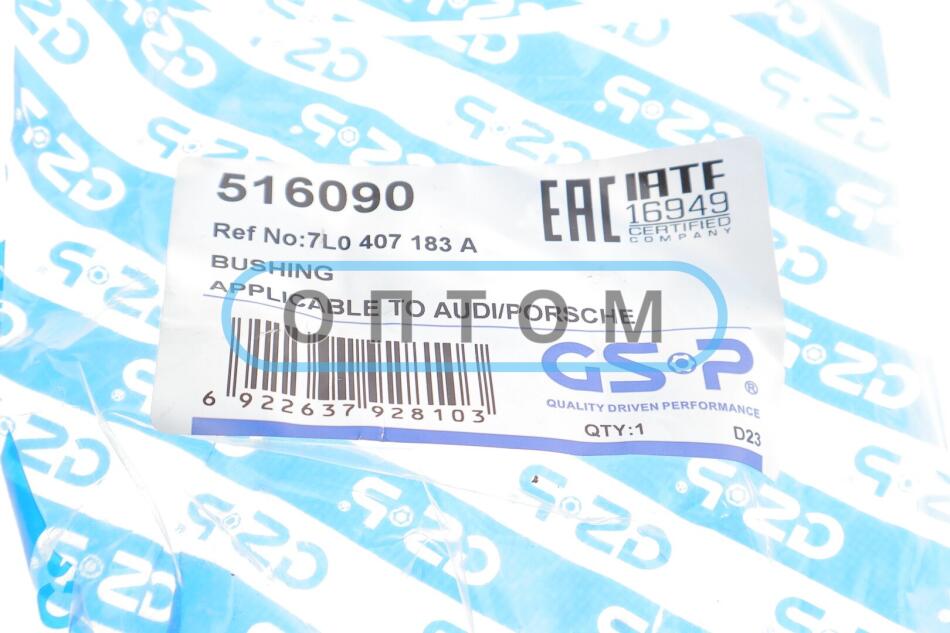 516090
Ref No:7L0 407 183 A
BUSHING
APPLICABLE TO AUDI/PORSCHE
EAC
IATF
16949
CERTIFIED
COMPANY
ОПТОМ
6 922637 928103
GSP®
QUALITY DRIVEN PERFORMANCE
QTY:1
D23